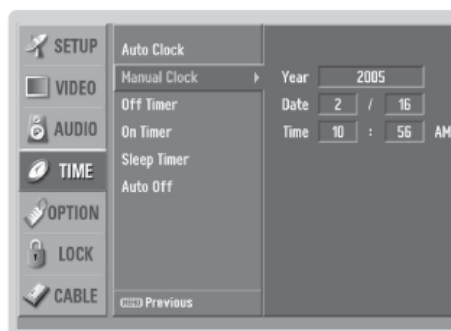 SETUP
VIDEO
AUDIO
TIME
OPTION
LOCK
CABLE
Auto Clock
Manual Clock
Off Timer
On Timer
Sleep Timer
Auto Off
MENU Previous
Year 2005
Date 2 / 16
Time 10 : 56 AM